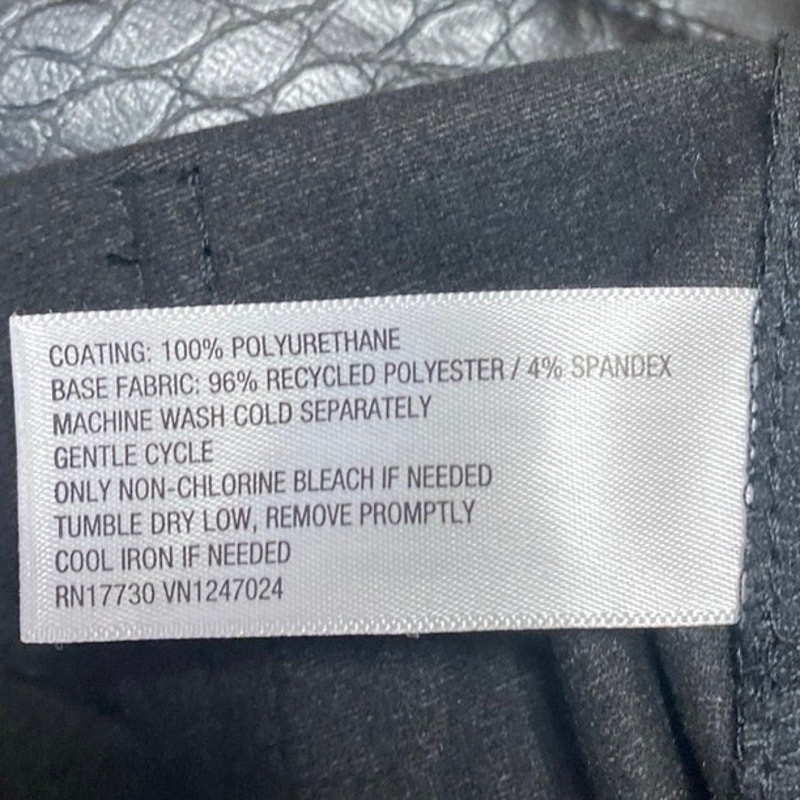 COATING: 100% POLYURETHANE
BASE FABRIC: 96% RECYCLED POLYESTER / 4% SPANDEX
MACHINE WASH COLD SEPARATELY
GENTLE CYCLE
ONLY NON-CHLORINE BLEACH IF NEEDED
TUMBLE DRY LOW, REMOVE PROMPTLY
COOL IRON IF NEEDED
RN17730 VN1247024